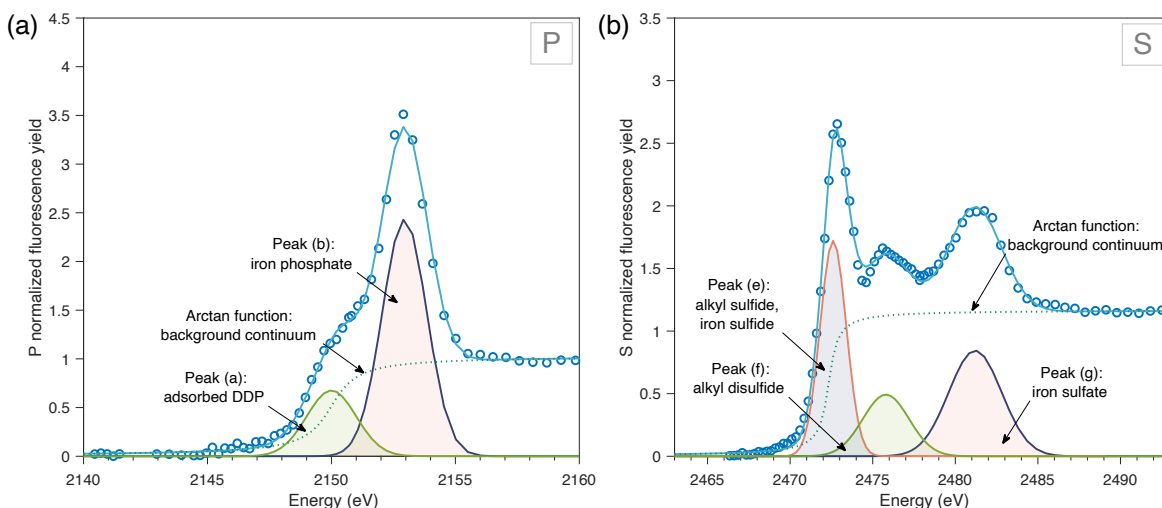 (a)
P
P normalized fluorescence yield
4.5
4
3.5
3
2.5
2
1.5
1
0.5
0
Peak (b):
iron phosphate
Arctan function:
background continuum
Peak (a):
adsorbed DDP
2140
2145
2150
2155
2160
Energy (eV)
(b)
S
S normalized fluorescence yield
3.5
3
2.5
2
1.5
1
0.5
0
Arctan function:
background continuum
Peak (e):
alkyl sulfide,
iron sulfide
Peak (f):
alkyl disulfide
Peak (g):
iron sulfate
2465
2470
2475
2480
2485
2490
Energy (eV)